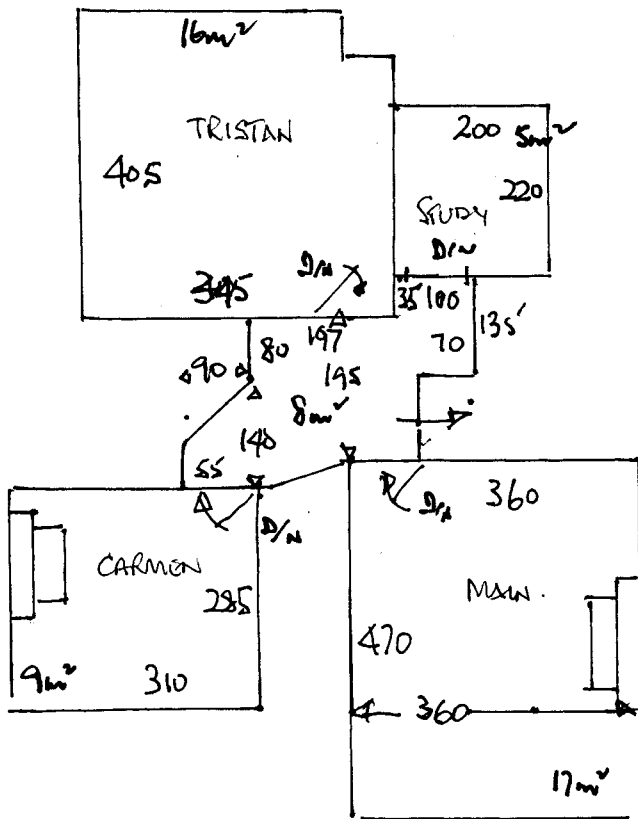 16m²
TRISTAN
200 5m²
405
220
STUDY
D/N
D/N
345
35 100
80
197
70 135
90
195
8m²
140
55
D/N
360
D/N
CARMEN
285
MAIN.
470
9m²
310
360
17m²